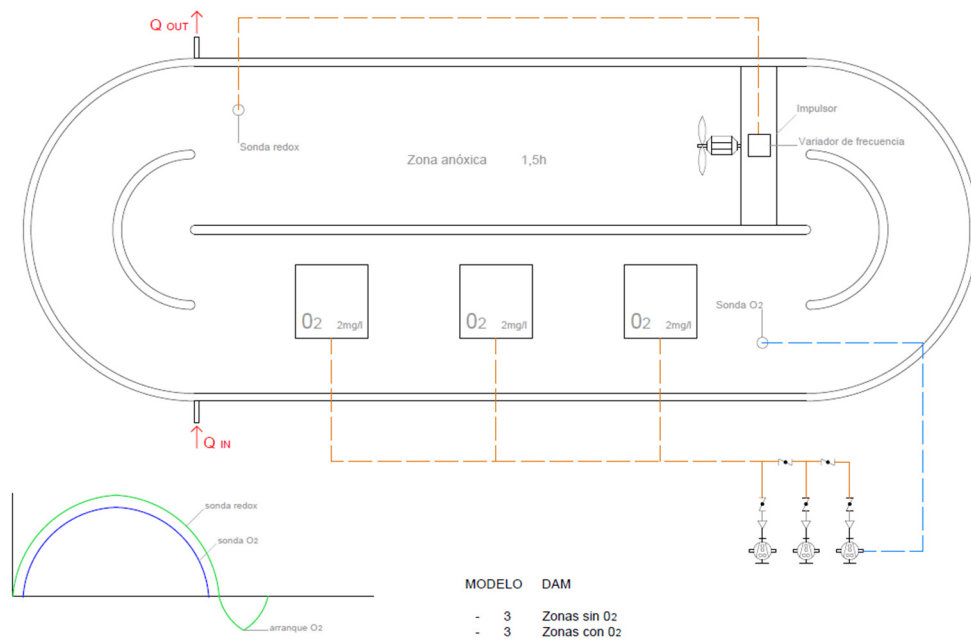 Q OUT
Sonda redox
Zona anóxica 1,5h
Impulsor
Variador de frecuencia
O2 2mg/l
O2 2mg/l
O2 2mg/l
Sonda O2
Q IN
sonda redox
sonda O2
arranque O2
MODELO DAM
- 3 Zonas sin O2
- 3 Zonas con O2